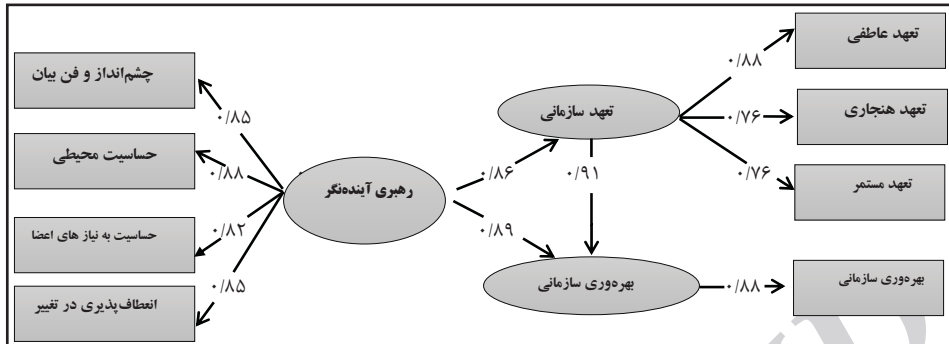 چشم‌انداز و فن بیان
۰/۸۵
حساسیت محیطی
۰/۸۸
حساسیت به نیاز های اعضا
۰/۸۲
انعطاف‌پذیری در تغییر
۰/۸۵
رهبری آینده‌نگر
۰/۸۶
۰/۸۹
تعهد سازمانی
۰/۹۱
بهره‌وری سازمانی
۰/۸۸
تعهد عاطفی
۰/۷۶
تعهد هنجاری
۰/۷۶
تعهد مستمر
۰/۸۸
بهره‌وری سازمانی